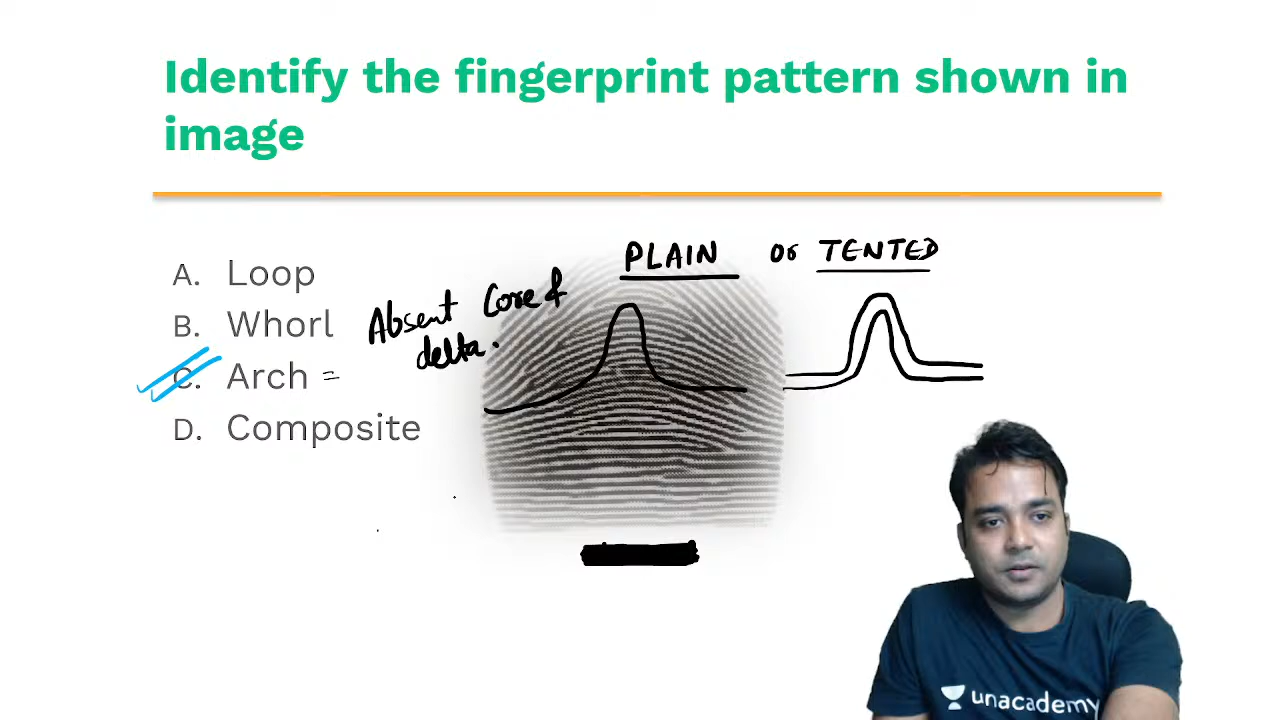 Identify the fingerprint pattern shown in
image
PLAIN or TENTED
A. Loop
B. Whorl
Absent Core &
delta.
C. Arch =
D. Composite
unacademy